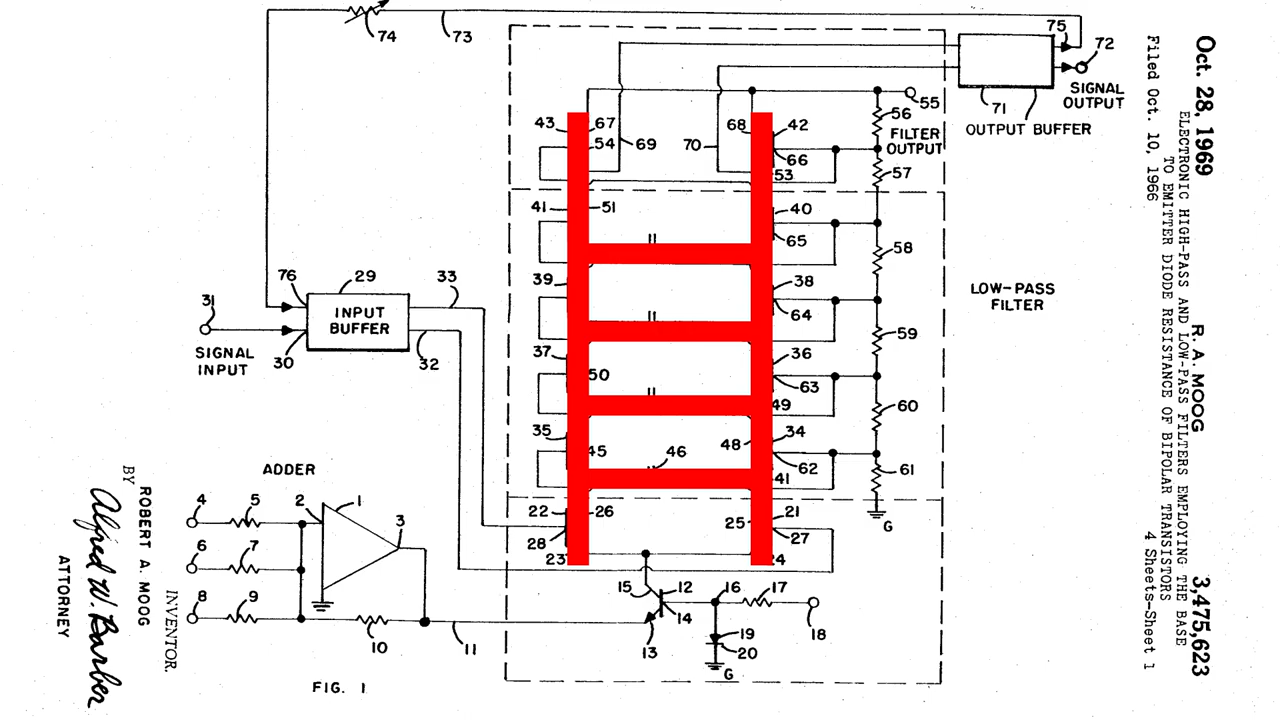 74
73
75
72
SIGNAL
OUTPUT
71
OUTPUT BUFFER
55
56
FILTER
OUTPUT
57
43
67
54
69
70
68
42
66
53
41
51
40
65
58
39
38
64
59
37
50
36
63
49
60
35
45
46
48
34
62
41
61
G
22
26
28
23
25
21
27
24
LOW-PASS
FILTER
76
29
33
31
INPUT
BUFFER
SIGNAL
INPUT
30
32
ADDER
4
5
2
1
3
6
7
8
9
10
11
15
12
14
13
16
17
18
19
20
G
FIG. 1
Oct. 28, 1969
R. A. MOOG
3,475,623
ELECTRONIC HIGH-PASS AND LOW-PASS FILTERS EMPLOYING THE BASE
TO EMITTER DIODE RESISTANCE OF BIPOLAR TRANSISTORS
Filed Oct. 10, 1966
4 Sheets-Sheet 1
INVENTOR.
ROBERT A. MOOG
BY
Alfred W. Barber
ATTORNEY